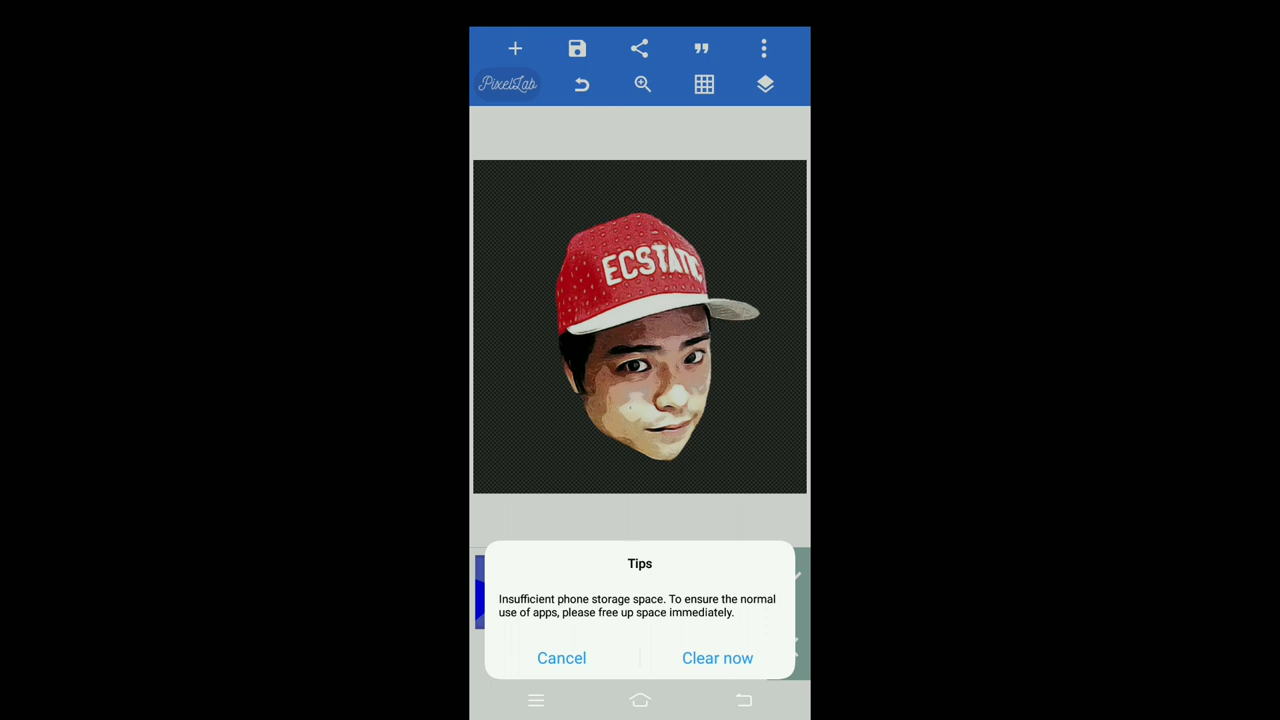 PixelLab
ECSTATIC
Tips
Insufficient phone storage space. To ensure the normal
use of apps, please free up space immediately.
Cancel
Clear now